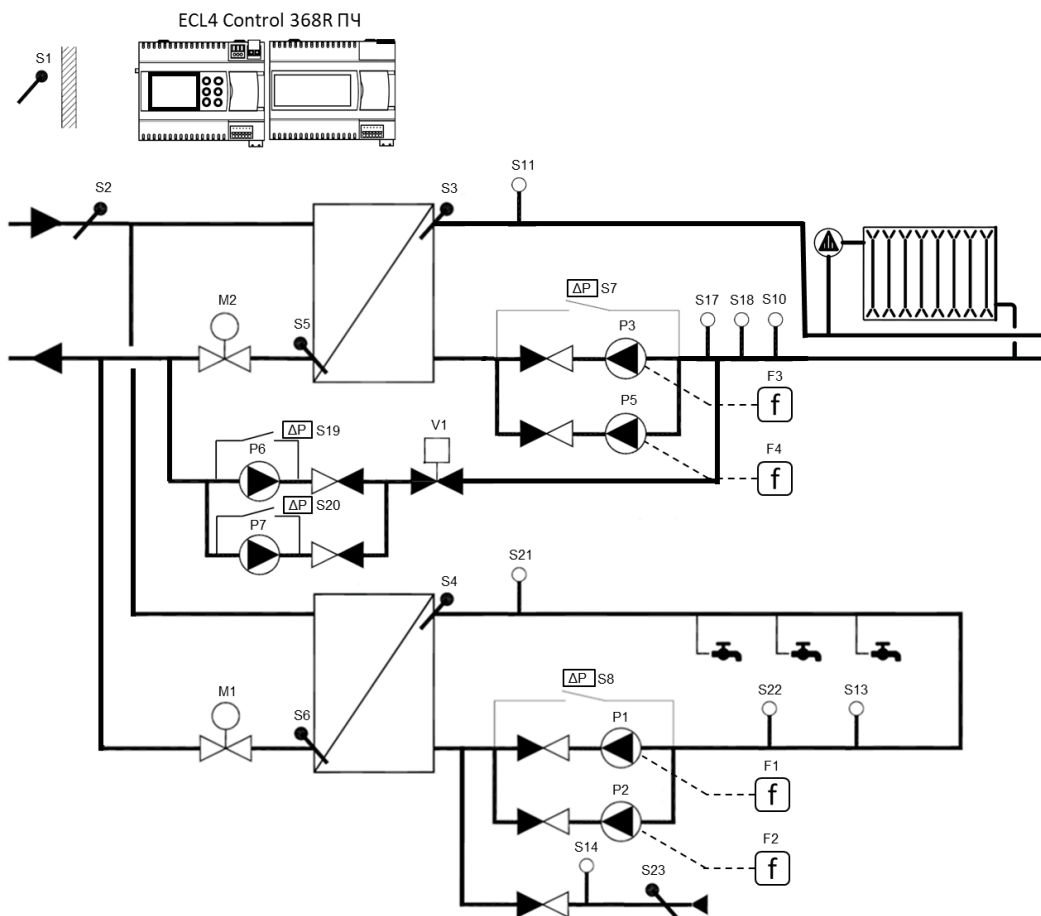 ECL4 Control 368R ПЧ
S1
S2
S3
S11
M2
S5
ΔP S7
P3
S17 S18 S10
F3
f
P5
F4
f
ΔP S19
P6
V1
ΔP S20
P7
S21
S4
M1
S6
ΔP S8
P1
S22
S13
F1
f
P2
F2
f
S14
S23